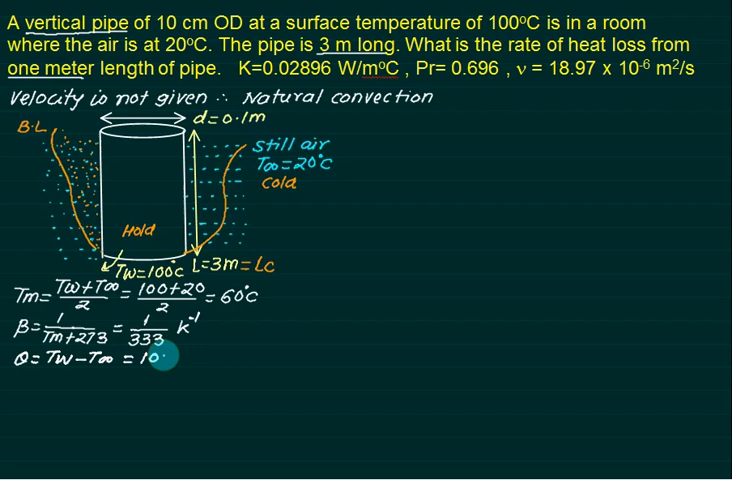 A vertical pipe of 10 cm OD at a surface temperature of 100°C is in a room
where the air is at 20°C. The pipe is 3 m long. What is the rate of heat loss from
one meter length of pipe. K=0.02896 W/m°C , Pr= 0.696 , ν = 18.97 x 10⁻⁶ m²/s
Velocity is not given ∴ Natural convection
B.L
d=0.1m
Still air
T∞=20°C
Cold
Hold
Tw=100°C L=3m=Lc
Tm= Tw+T∞/2 = 100+20/2 = 60°C
β= 1/Tm+273 = 1/333 K⁻¹
θ= Tw-T∞ = 10